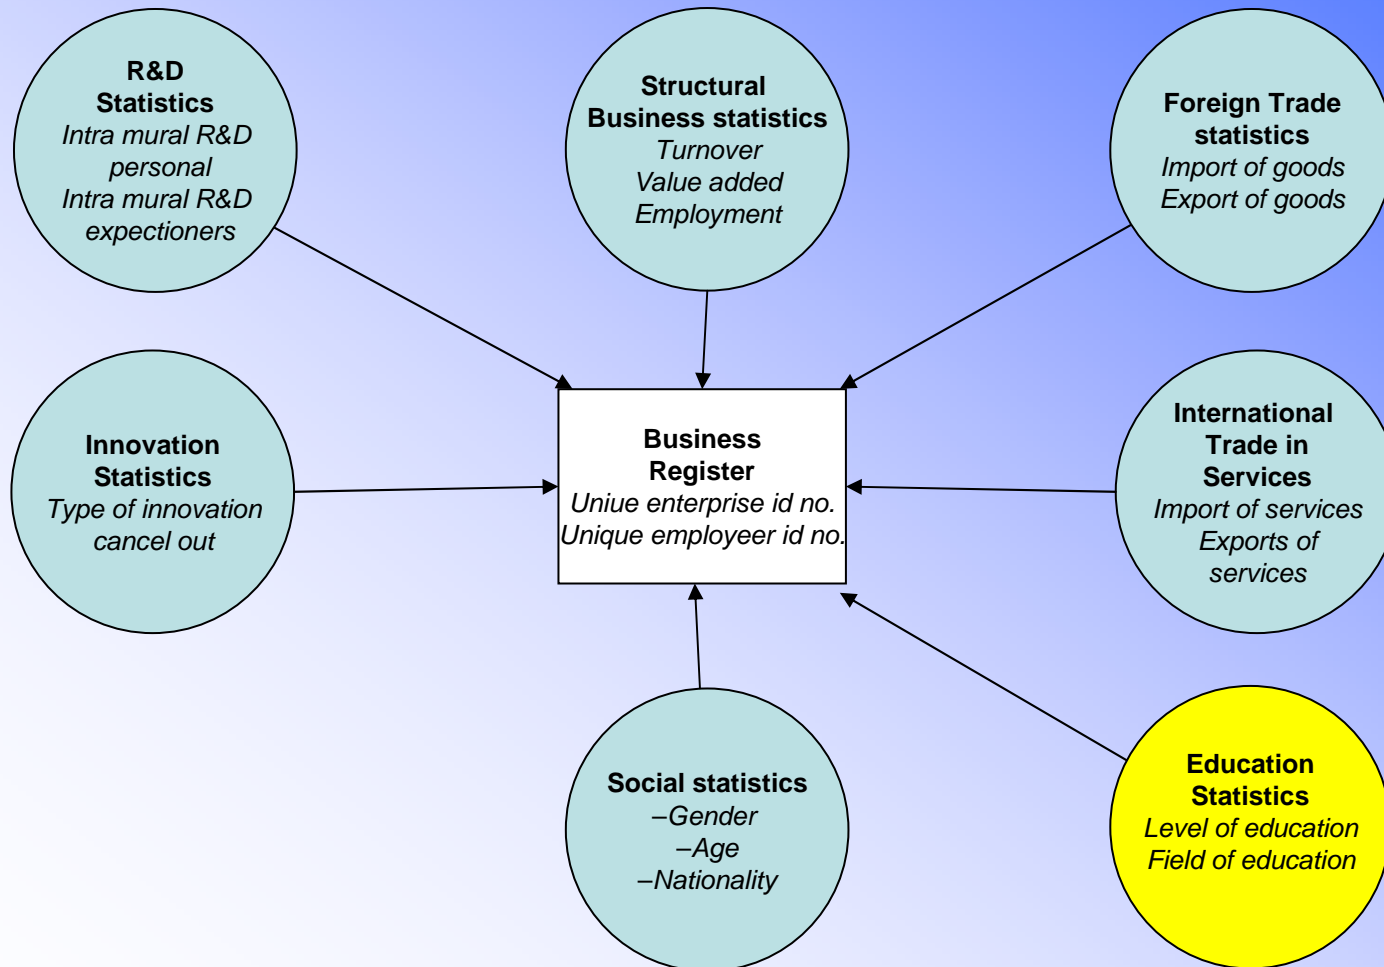 R&D
Statistics
Intra mural R&D
personal
Intra mural R&D
expectioners
Structural
Business statistics
Turnover
Value added
Employment
Foreign Trade
statistics
Import of goods
Export of goods
Innovation
Statistics
Type of innovation
cancel out
Business
Register
Uniue enterprise id no.
Unique employeer id no.
International
Trade in
Services
Import of services
Exports of
services
Social statistics
–Gender
–Age
–Nationality
Education
Statistics
Level of education
Field of education